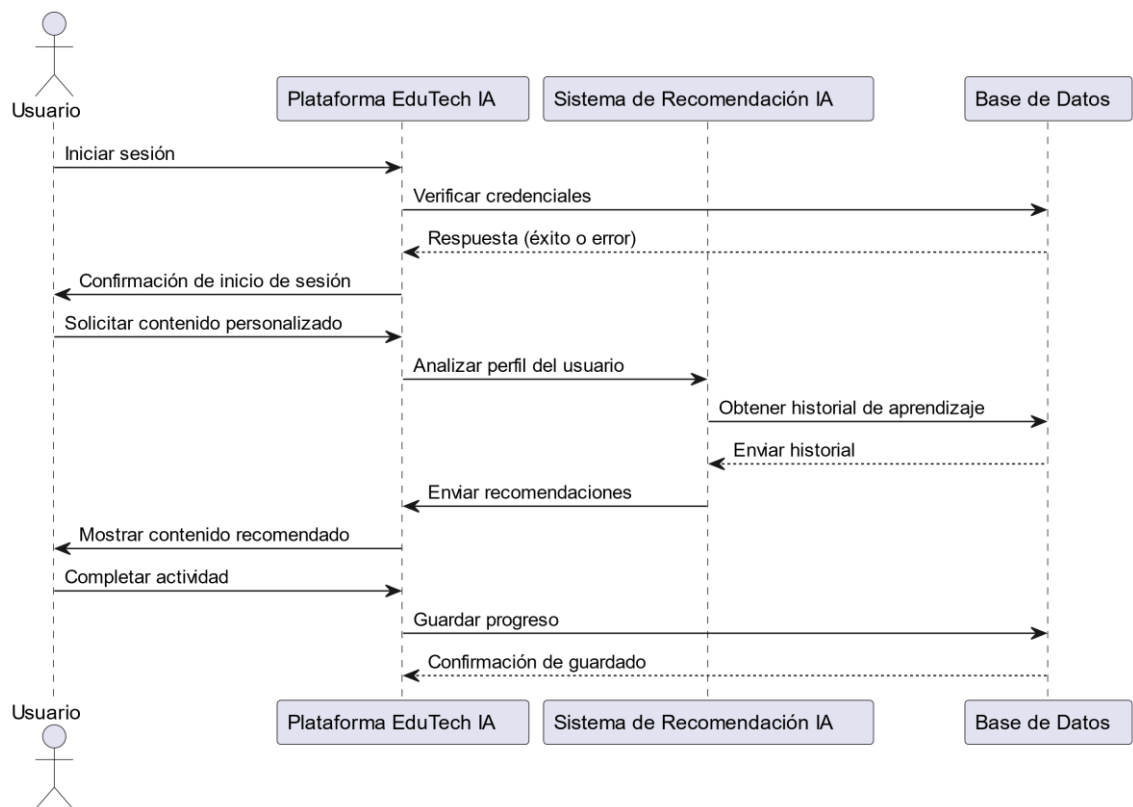 Usuario
Plataforma EduTech IA
Sistema de Recomendación IA
Base de Datos
Iniciar sesión
Verificar credenciales
Respuesta (éxito o error)
Confirmación de inicio de sesión
Solicitar contenido personalizado
Analizar perfil del usuario
Obtener historial de aprendizaje
Enviar historial
Enviar recomendaciones
Mostrar contenido recomendado
Completar actividad
Guardar progreso
Confirmación de guardado
Usuario
Plataforma EduTech IA
Sistema de Recomendación IA
Base de Datos